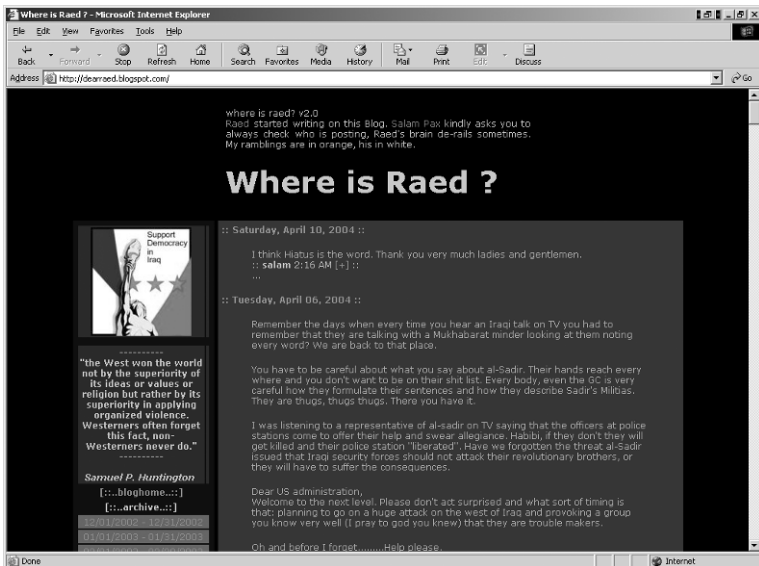 Where is Raed ? - Microsoft Internet Explorer
File Edit View Favorites Tools Help
Back Forward Stop Refresh Home Search Favorites Media History Mail Print Edit Discuss
Address http://dearraed.blogspot.com/ Go
where is raed? v2.0
Raed started writing on this Blog. Salam Pax kindly asks you to
always check who is posting, Raed's brain de-rails sometimes.
My ramblings are in orange, his in white.
Where is Raed ?
Support
Democracy
in
Iraq
----------
"the West won the world
not by the superiority of
its ideas or values or
religion but rather by its
superiority in applying
organized violence.
Westerners often forget
this fact, non-
Westerners never do."
----------
Samuel P. Huntington
[::..bloghome..::]
[::..archive..::]
12/01/2002 - 12/31/2002
01/01/2003 - 01/31/2003
:: Saturday, April 10, 2004 ::
I think Hiatus is the word. Thank you very much ladies and gentlemen.
:: salam 2:16 AM [+] ::
...
:: Tuesday, April 06, 2004 ::
Remember the days when every time you hear an Iraqi talk on TV you had to
remember that they are talking with a Mukhabarat minder looking at them noting
every word? We are back to that place.
You have to be careful about what you say about al-Sadir. Their hands reach every
where and you don't want to be on their shit list. Every body, even the GC is very
careful how they formulate their sentences and how they describe Sadir's Militias.
They are thugs, thugs thugs. There you have it.
I was listening to a representative of al-sadir on TV saying that the officers at police
stations come to offer their help and swear allegiance. Habibi, if they don't they will
get killed and their police station "liberated". Have we forgotten the threat al-Sadir
issued that Iraqi security forces should not attack their revolutionary brothers, or
they will have to suffer the consequences.
Dear US administration,
Welcome to the next level. Please don't act surprised and what sort of timing is
that: planning to go on a huge attack on the west of Iraq and provoking a group
you know very well (I pray to god you knew) that they are trouble makers.
Oh and before I forget.........Help please.
Done Internet